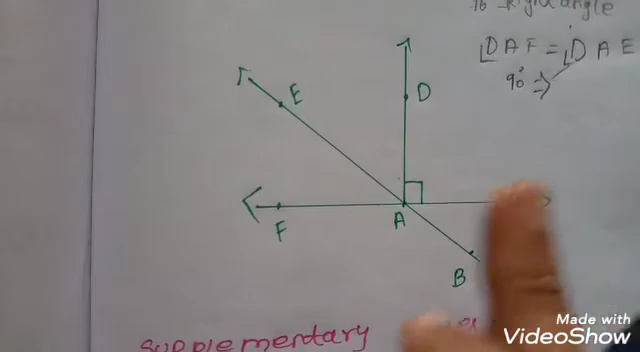 Right angle
∠DAF = ∠DAE
90° ⇒
E
D
F
A
B
Supplementary
Made with
VideoShow